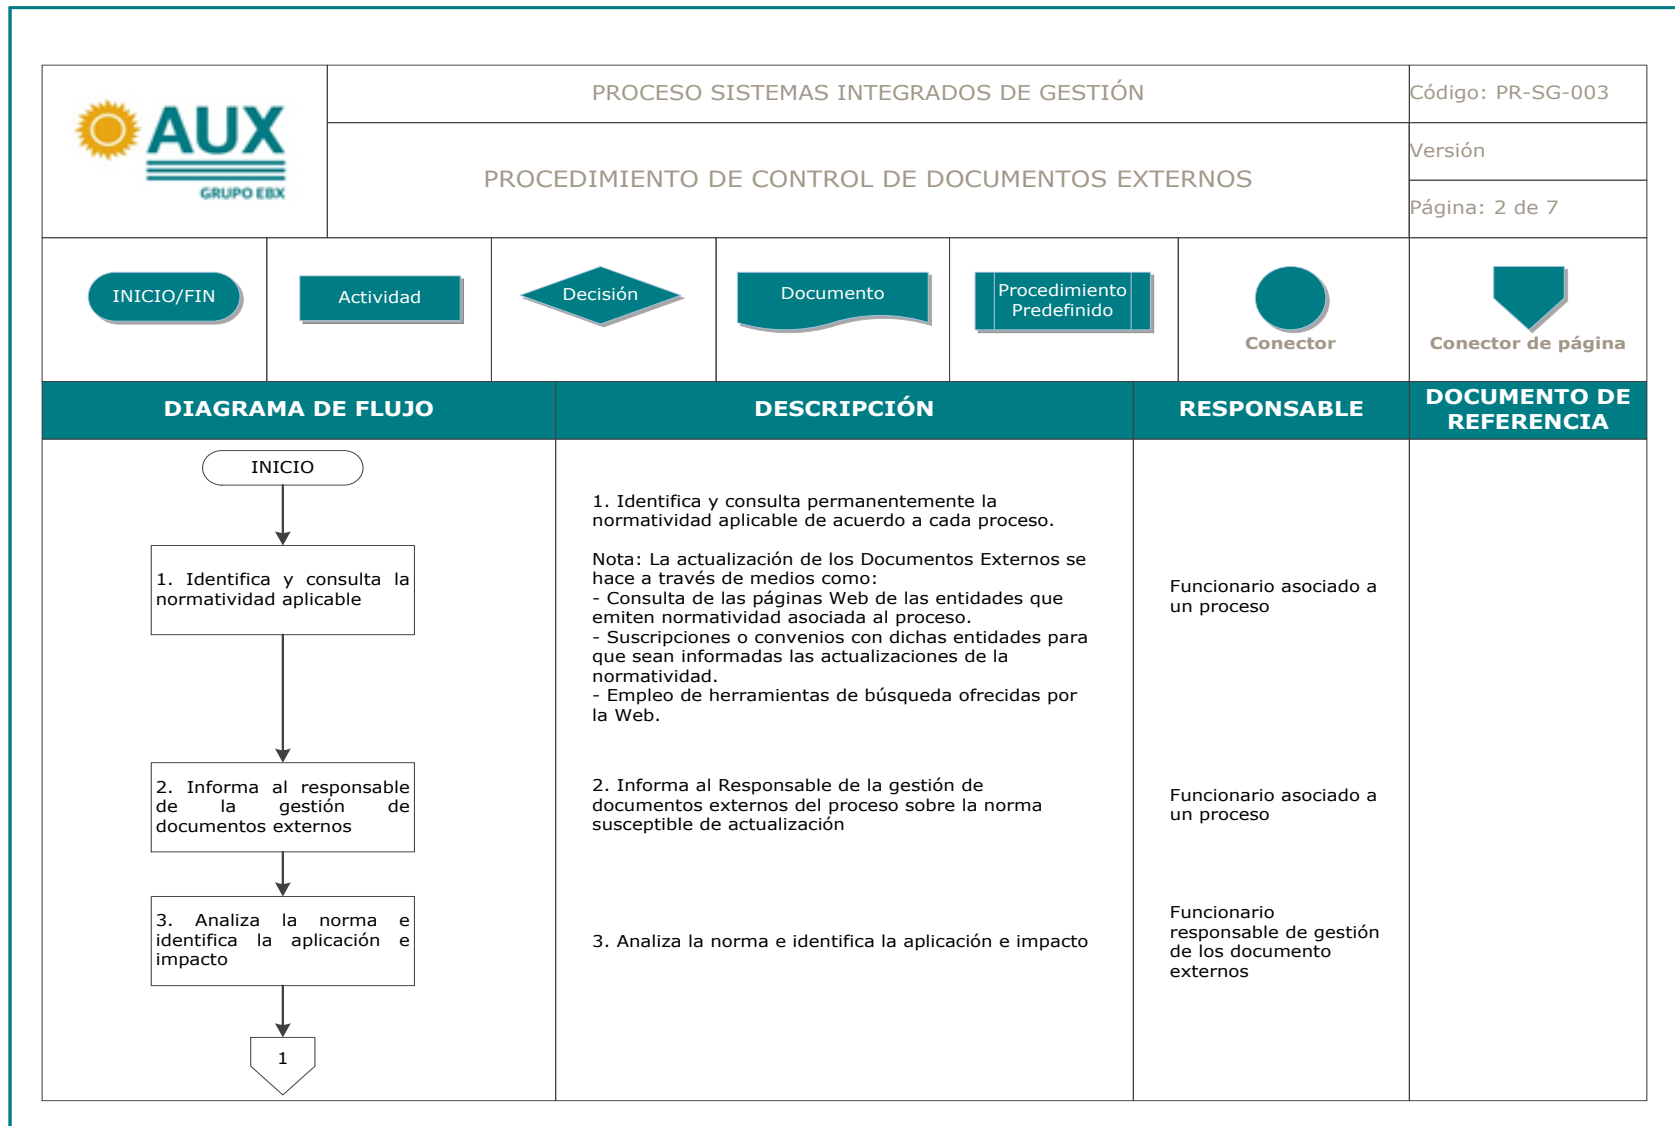 AUX
GRUPO EBX
PROCESO SISTEMAS INTEGRADOS DE GESTIÓN
Código: PR-SG-003
PROCEDIMIENTO DE CONTROL DE DOCUMENTOS EXTERNOS
Versión
Página: 2 de 7
INICIO/FIN
Actividad
Decisión
Documento
Procedimiento
Predefinido
Conector
Conector de página
DIAGRAMA DE FLUJO
DESCRIPCIÓN
RESPONSABLE
DOCUMENTO DE
REFERENCIA
INICIO
1. Identifica y consulta la
normatividad aplicable
1. Identifica y consulta permanentemente la
normatividad aplicable de acuerdo a cada proceso.
Nota: La actualización de los Documentos Externos se
hace a través de medios como:
- Consulta de las páginas Web de las entidades que
emiten normatividad asociada al proceso.
- Suscripciones o convenios con dichas entidades para
que sean informadas las actualizaciones de la
normatividad.
- Empleo de herramientas de búsqueda ofrecidas por
la Web.
Funcionario asociado a
un proceso
2. Informa al responsable
de la gestión de
documentos externos
2. Informa al Responsable de la gestión de
documentos externos del proceso sobre la norma
susceptible de actualización
Funcionario asociado a
un proceso
3. Analiza la norma e
identifica la aplicación e
impacto
3. Analiza la norma e identifica la aplicación e impacto
Funcionario
responsable de gestión
de los documento
externos
1